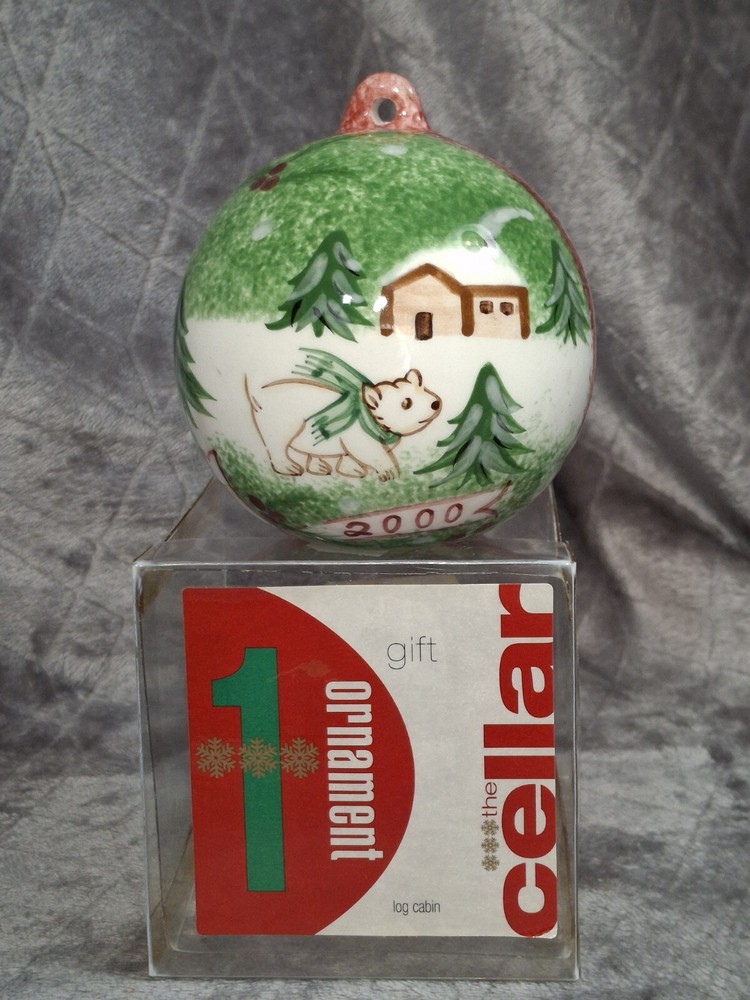 2000
gift
1
ornament
the
cellar
log cabin